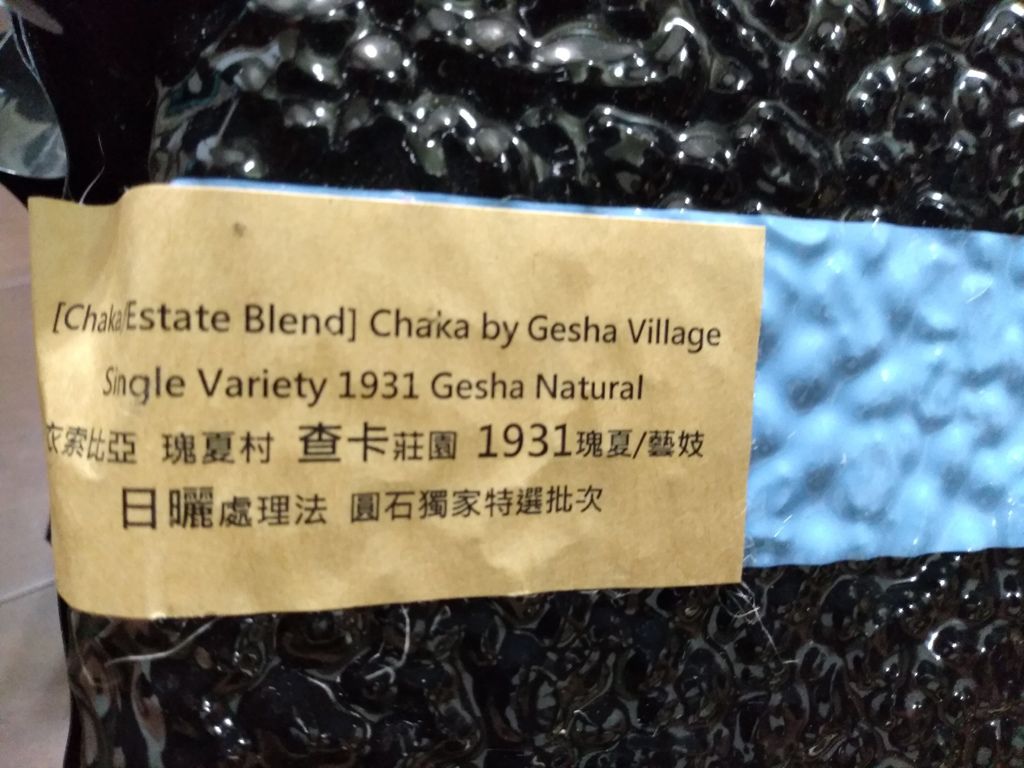 [Chaka/Estate Blend] Chaka by Gesha Village
Single Variety 1931 Gesha Natural
衣索比亞 瑰夏村 查卡莊園 1931瑰夏/藝妓
日曬處理法 圓石獨家特選批次